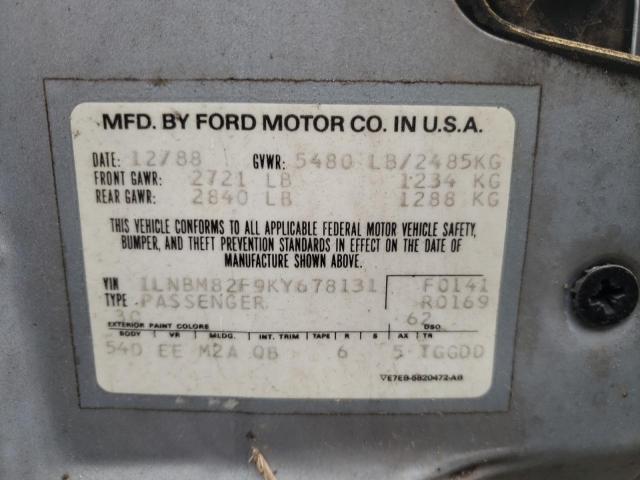 MFD. BY FORD MOTOR CO. IN U.S.A.
DATE: 12/88 GVWR: 5480 LB/2485KG
FRONT GAWR: 2721 LB 1234 KG
REAR GAWR: 2840 LB 1288 KG
THIS VEHICLE CONFORMS TO ALL APPLICABLE FEDERAL MOTOR VEHICLE SAFETY,
BUMPER, AND THEFT PREVENTION STANDARDS IN EFFECT ON THE DATE OF
MANUFACTURE SHOWN ABOVE.
VIN 1LNBM82F9KY678131 F0141
TYPE PASSENGER R0169
3C 62
EXTERIOR PAINT COLORS DSO
BODY VR MLDG. INT. TRIM TAPE R S AX TR
54D EE M2A QB 6 5 TGGDD
VE7EB-5820472-AB